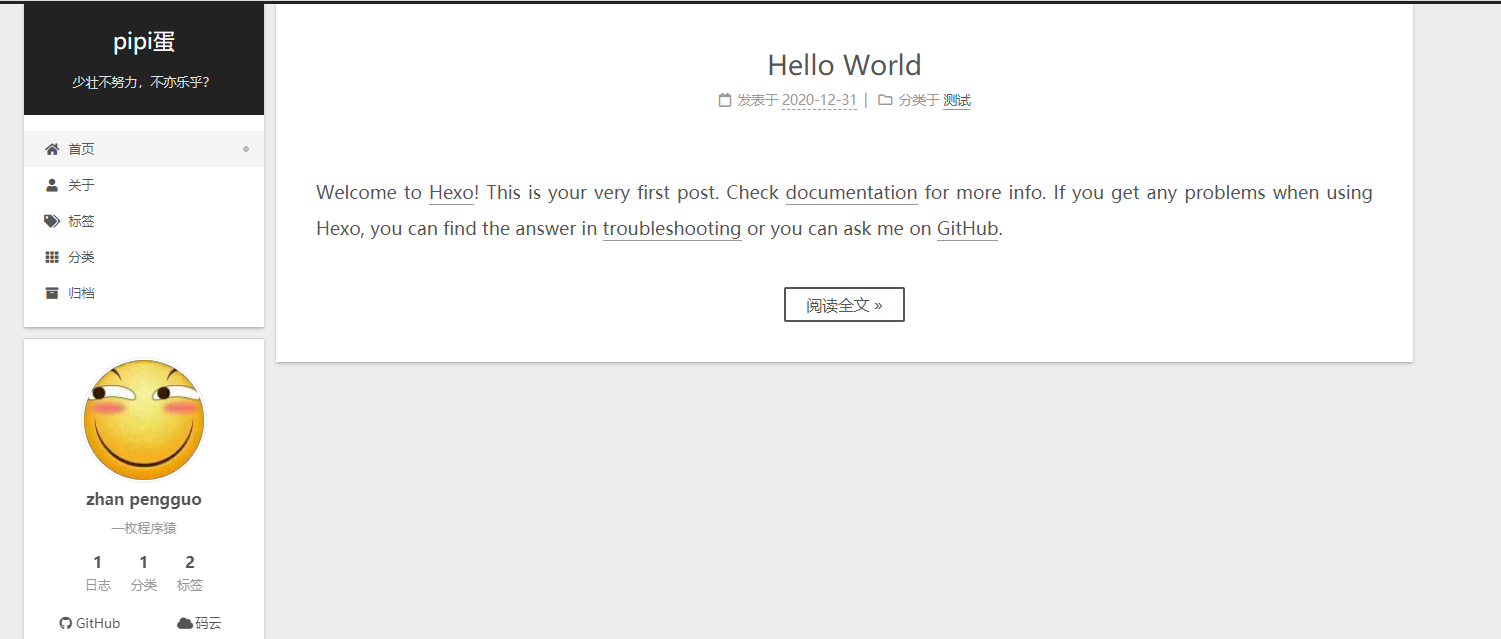 pipi蛋
少壮不努力，不亦乐乎？
首页
关于
标签
分类
归档
zhan pengguo
一枚程序猿
1 1 2
日志 分类 标签
GitHub 码云
Hello World
发表于 2020-12-31 | 分类于 测试
Welcome to Hexo! This is your very first post. Check documentation for more info. If you get any problems when using
Hexo, you can find the answer in troubleshooting or you can ask me on GitHub.
阅读全文 »